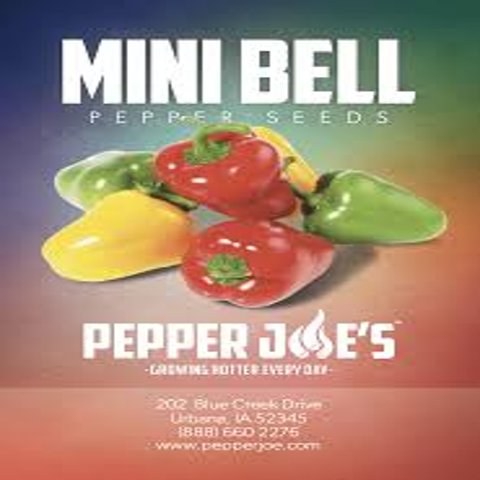 MINI BELL
PEPPER SEEDS
PEPPER JOE'S
-GROWING HOTTER EVERY DAY-
202 Blue Creek Drive
Urbana, IA 52345
(888) 660 2276
www.pepperjoe.com